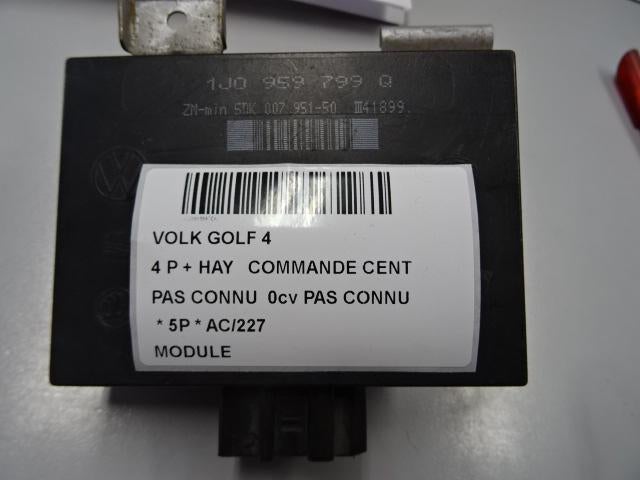 1J0 959 799 Q
ZM-min 5DK 007 951-50 41899.
VOLK GOLF 4
4 P + HAY COMMANDE CENT
PAS CONNU 0cv PAS CONNU
* 5P * AC/227
MODULE